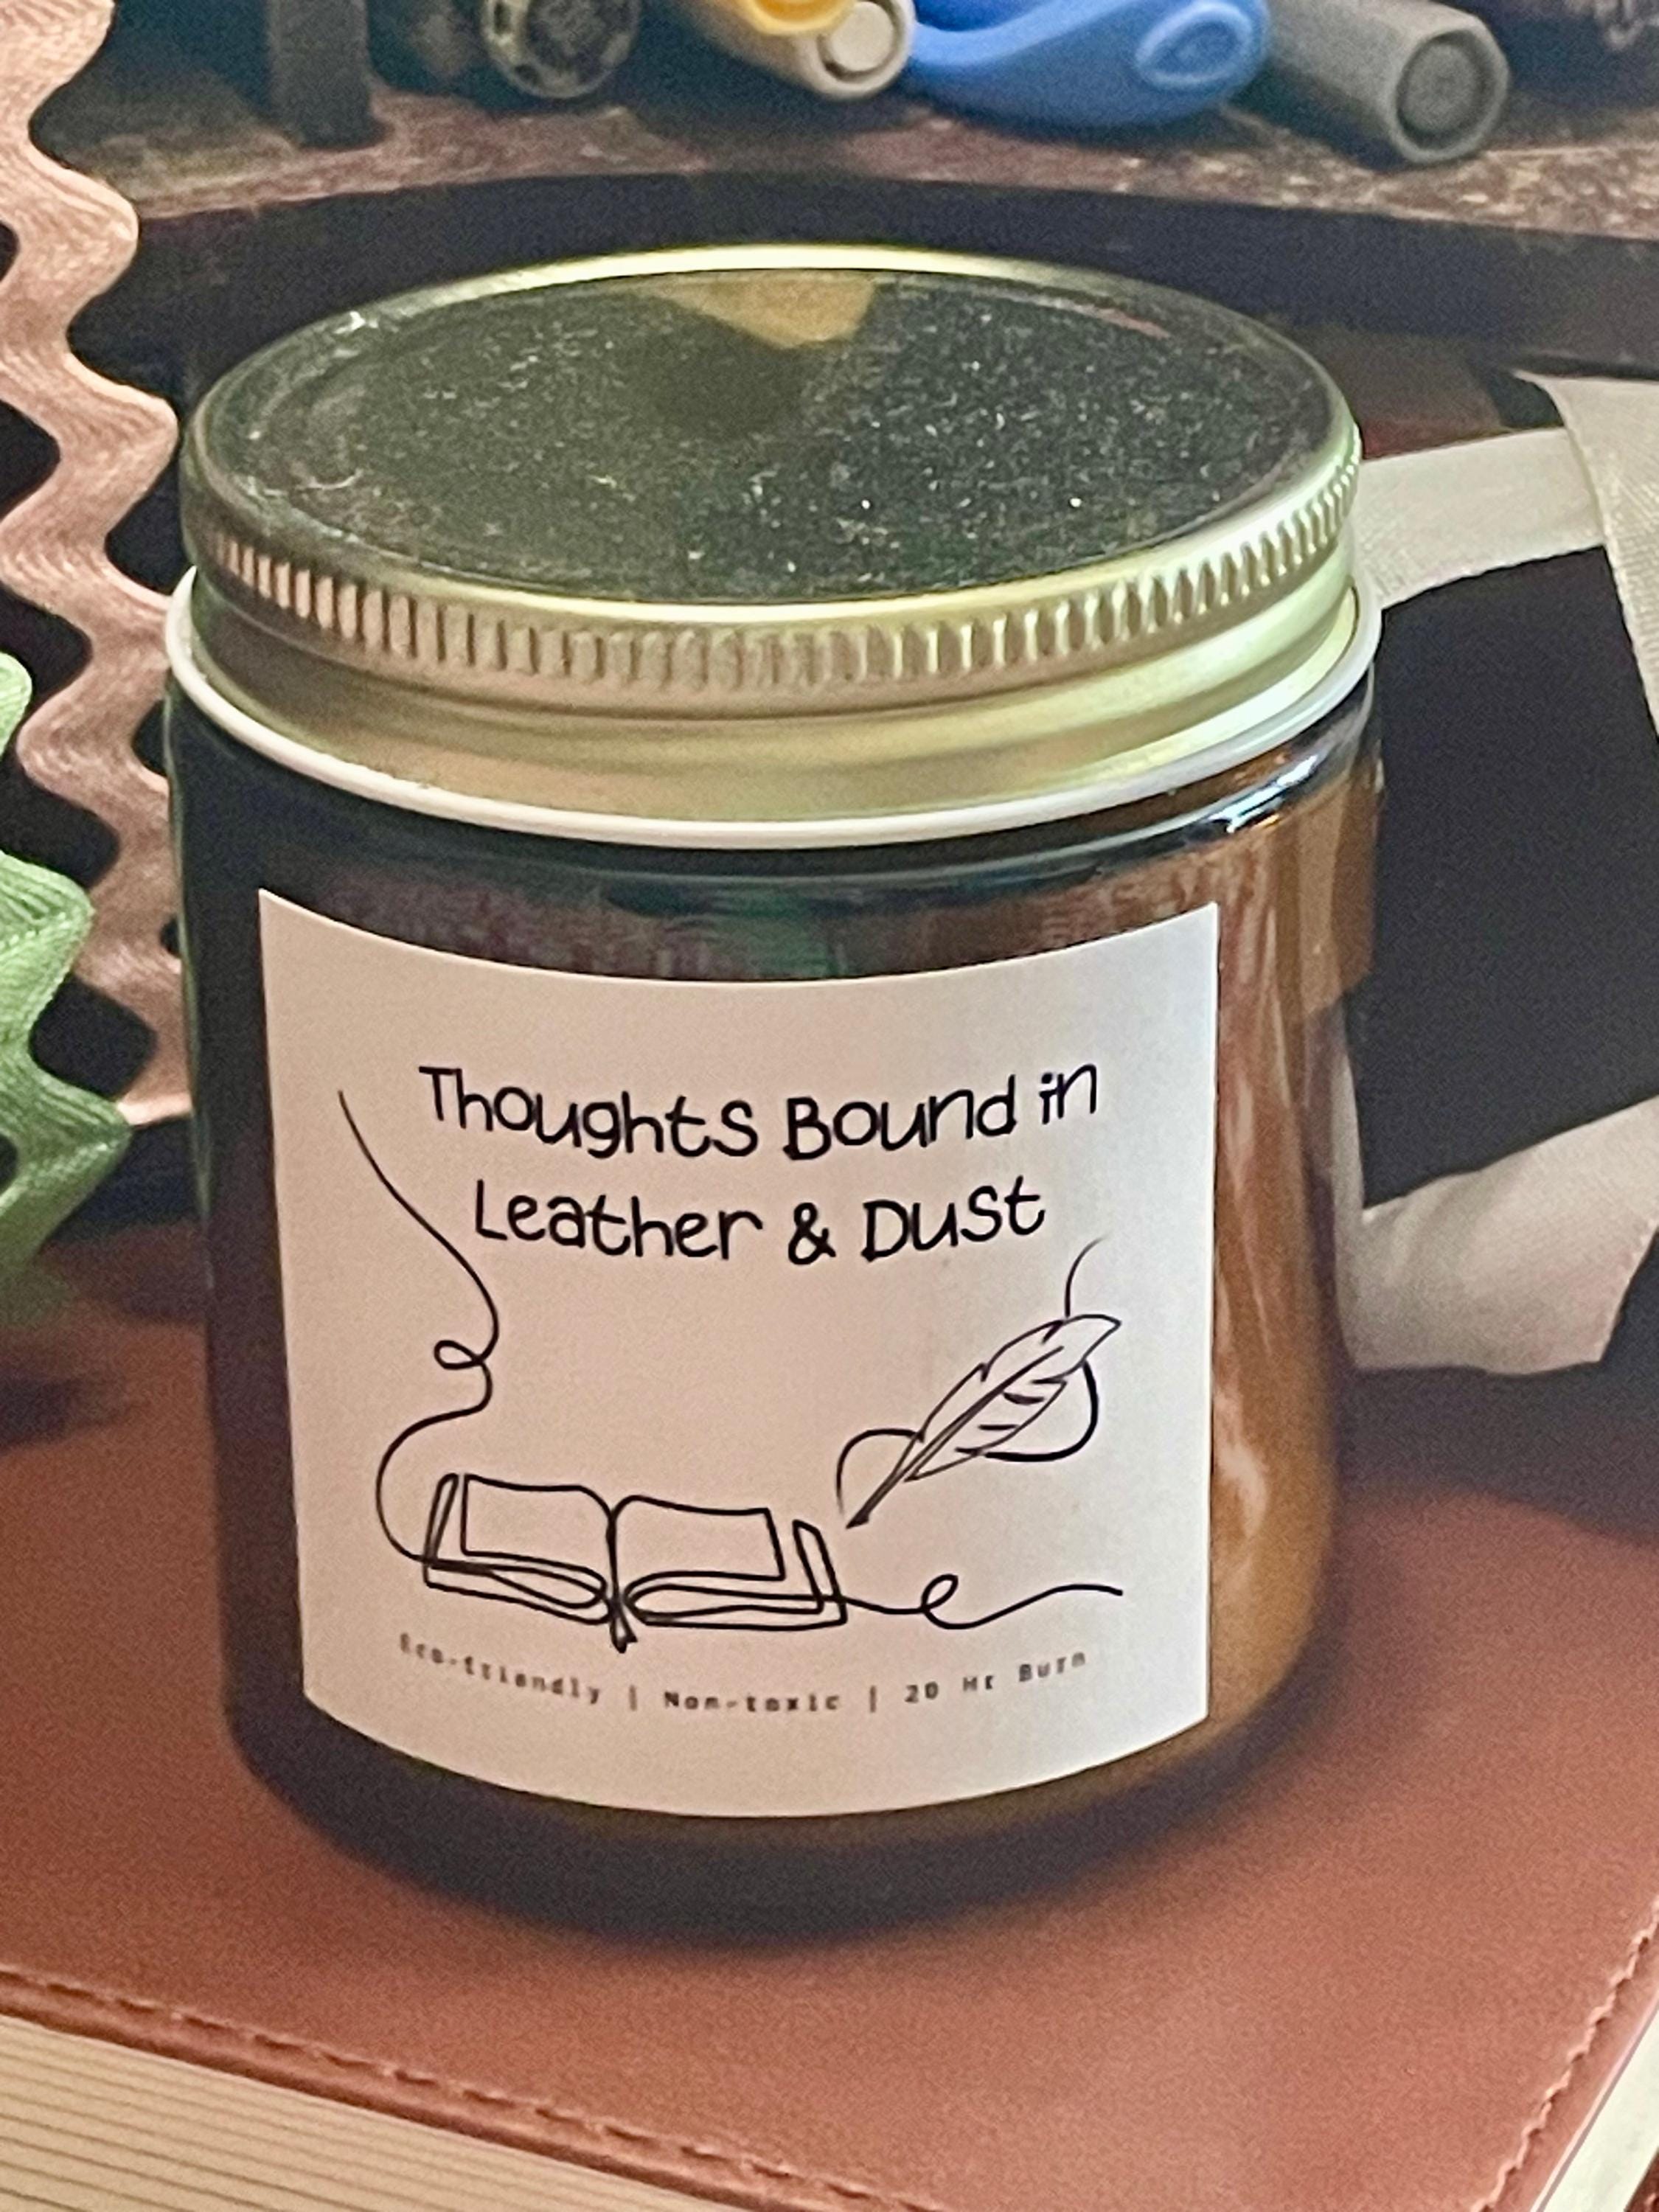 Thoughts Bound in
Leather & Dust
Eco-friendly | Non-toxic | 20 Hr Burn